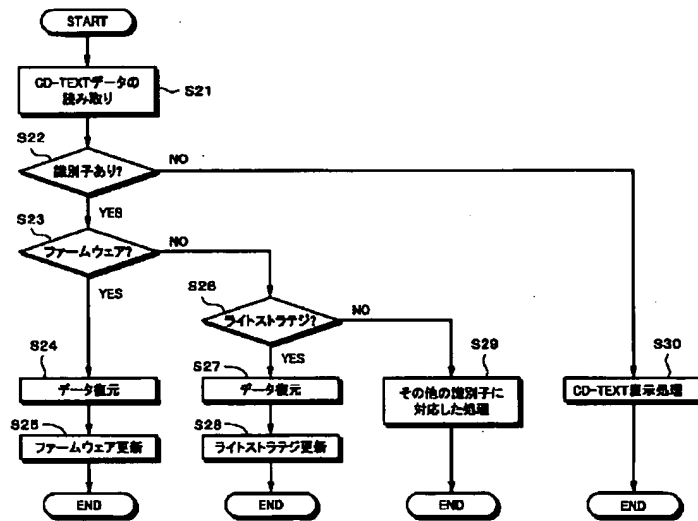 START
CD-TEXTデータの
読み取り
S21
S22
識別子あり?
NO
YES
S23
ファームウェア?
NO
YES
S26
ライトストラテジ?
NO
YES
S24
データ復元
S27
データ復元
S29
その他の識別子に
対応した処理
S30
CD-TEXT表示処理
S25
ファームウェア更新
S28
ライトストラテジ更新
END
END
END
END